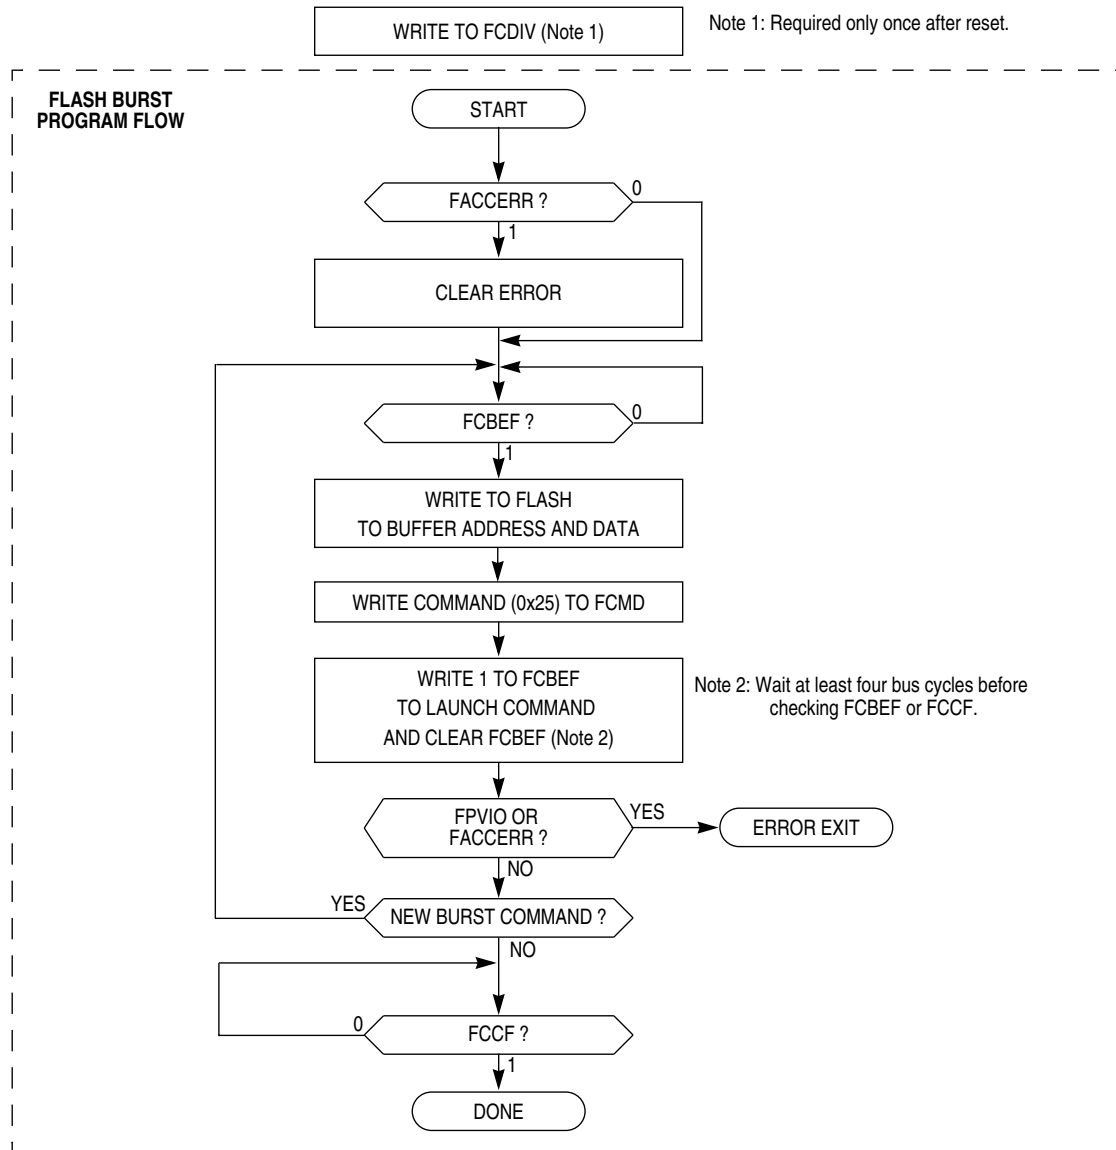 WRITE TO FCDIV (Note 1)
Note 1: Required only once after reset.
FLASH BURST
PROGRAM FLOW
START
FACCERR ?
0
1
CLEAR ERROR
FCBEF ?
0
1
WRITE TO FLASH
TO BUFFER ADDRESS AND DATA
WRITE COMMAND (0x25) TO FCMD
WRITE 1 TO FCBEF
TO LAUNCH COMMAND
AND CLEAR FCBEF (Note 2)
Note 2: Wait at least four bus cycles before
checking FCBEF or FCCF.
FPVIO OR
FACCERR ?
YES
ERROR EXIT
NO
YES
NEW BURST COMMAND ?
NO
0
FCCF ?
1
DONE